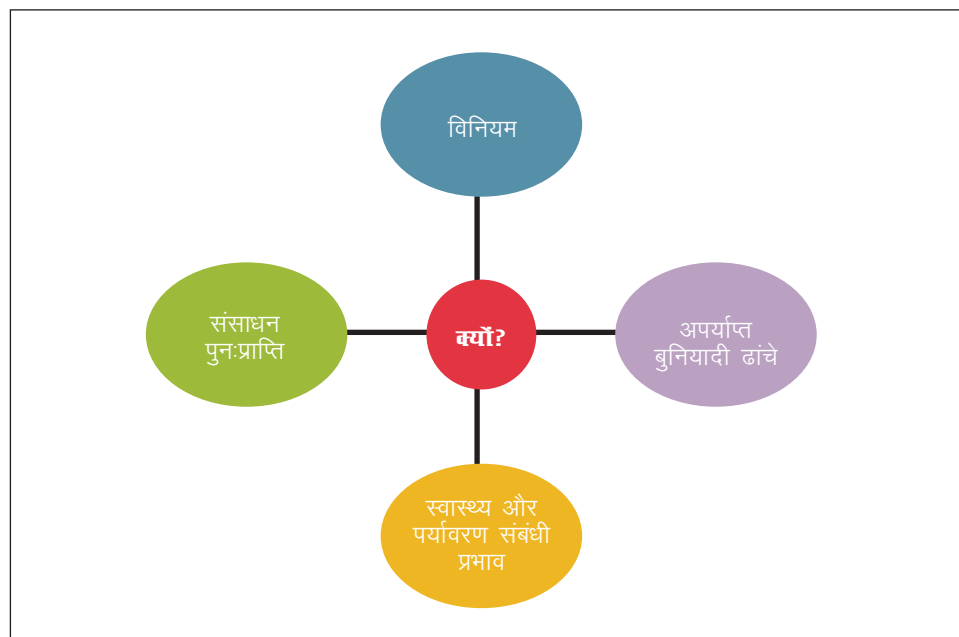 विनियम
संसाधन
पुनःप्राप्ति
क्यों?
अपर्याप्त
बुनियादी ढांचे
स्वास्थ्य और
पर्यावरण संबंधी
प्रभाव